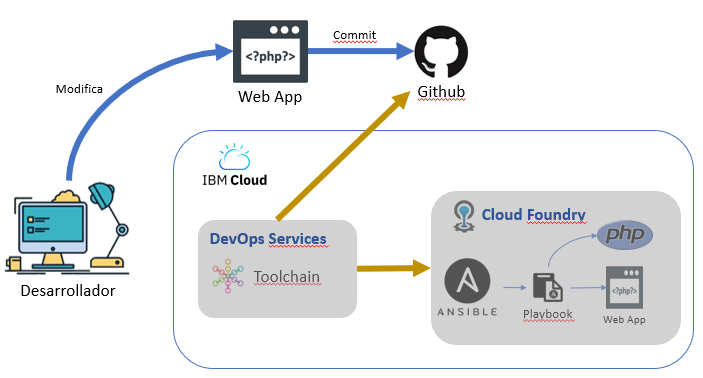 Commit
<?php?>
Modifica
Web App
Github
IBM Cloud
Cloud Foundry
DevOps Services
php
Toolchain
<?php?>
Desarrollador
ANSIBLE
Playbook
Web App